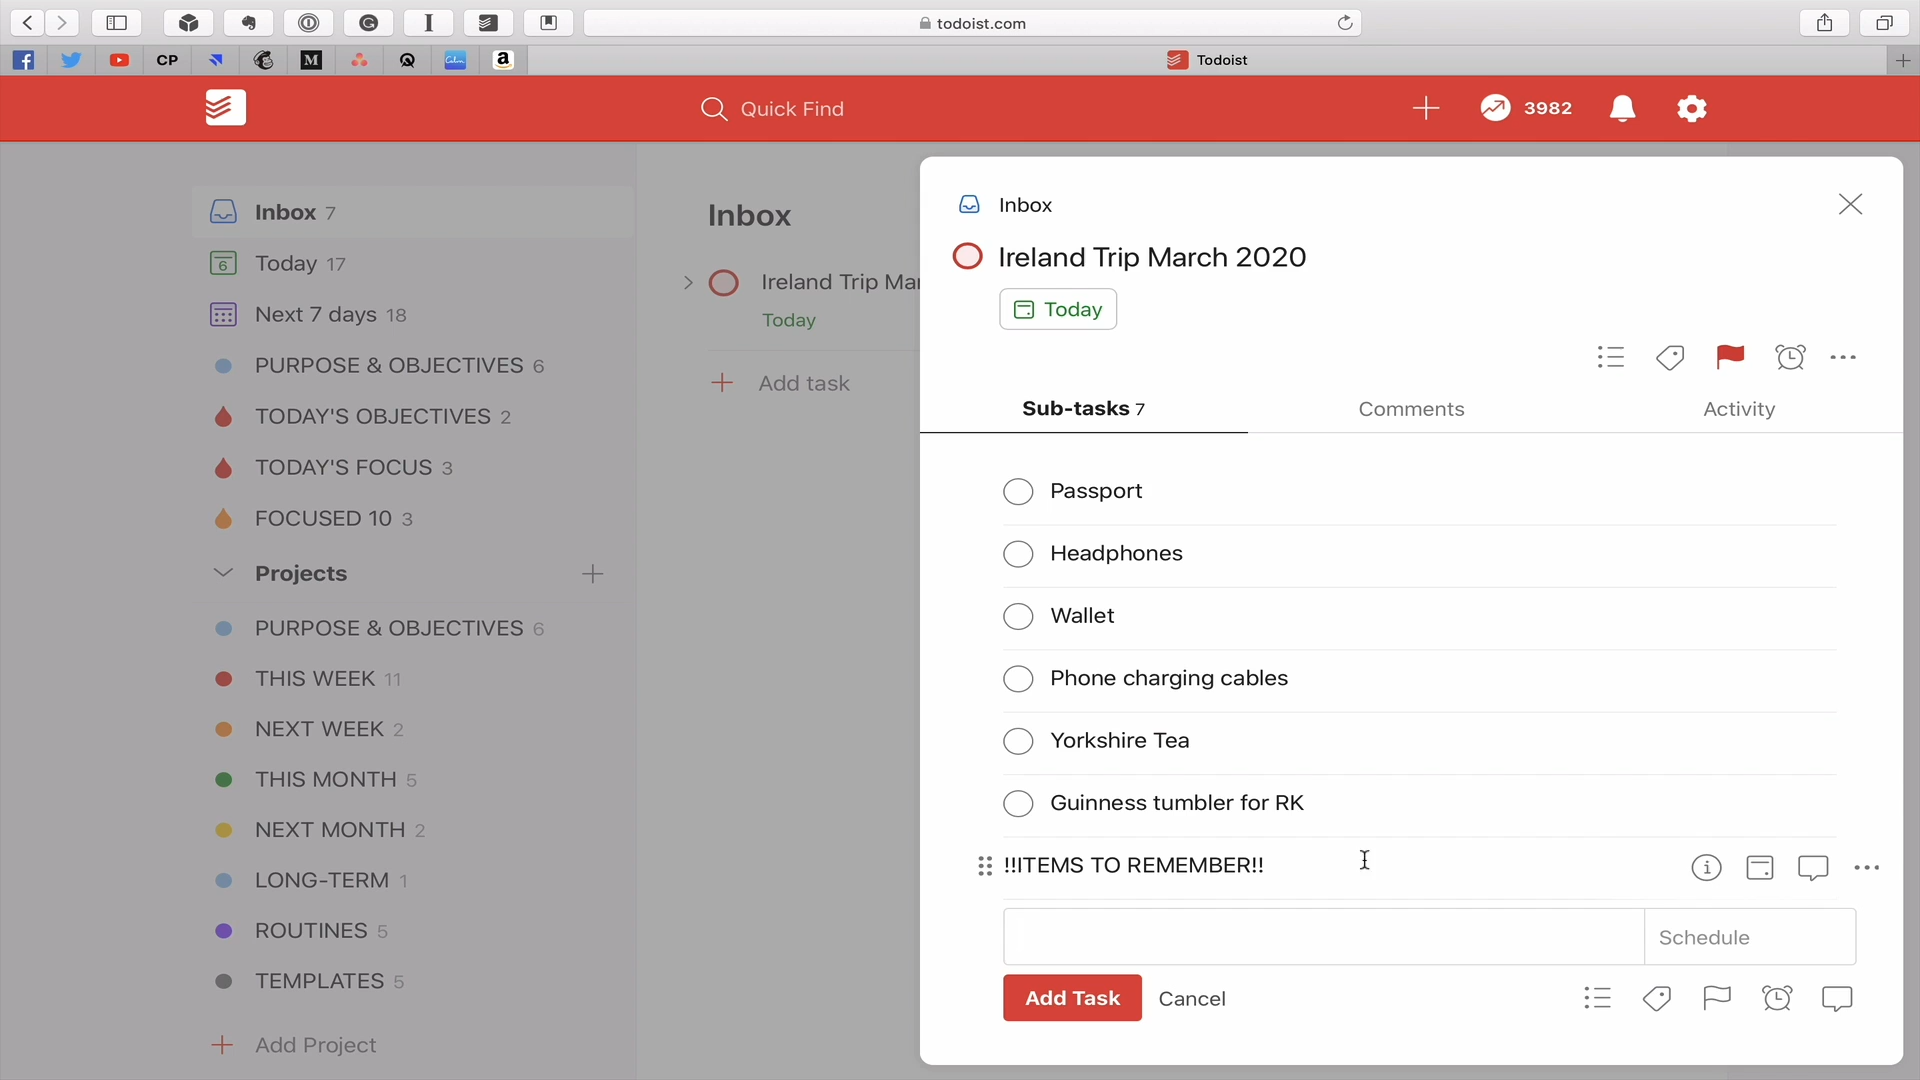 todoist.com
CP
M
Calm
a
Todoist
Quick Find
3982
Inbox 7
6 Today 17
Next 7 days 18
PURPOSE & OBJECTIVES 6
TODAY'S OBJECTIVES 2
TODAY'S FOCUS 3
FOCUSED 10 3
Projects
PURPOSE & OBJECTIVES 6
THIS WEEK 11
NEXT WEEK 2
THIS MONTH 5
NEXT MONTH 2
LONG-TERM 1
ROUTINES 5
TEMPLATES 5
Add Project
Inbox
Ireland Trip Mar
Today
Add task
Inbox
Ireland Trip March 2020
Today
Sub-tasks 7 Comments Activity
Passport
Headphones
Wallet
Phone charging cables
Yorkshire Tea
Guinness tumbler for RK
!!ITEMS TO REMEMBER!!
Schedule
Add Task Cancel